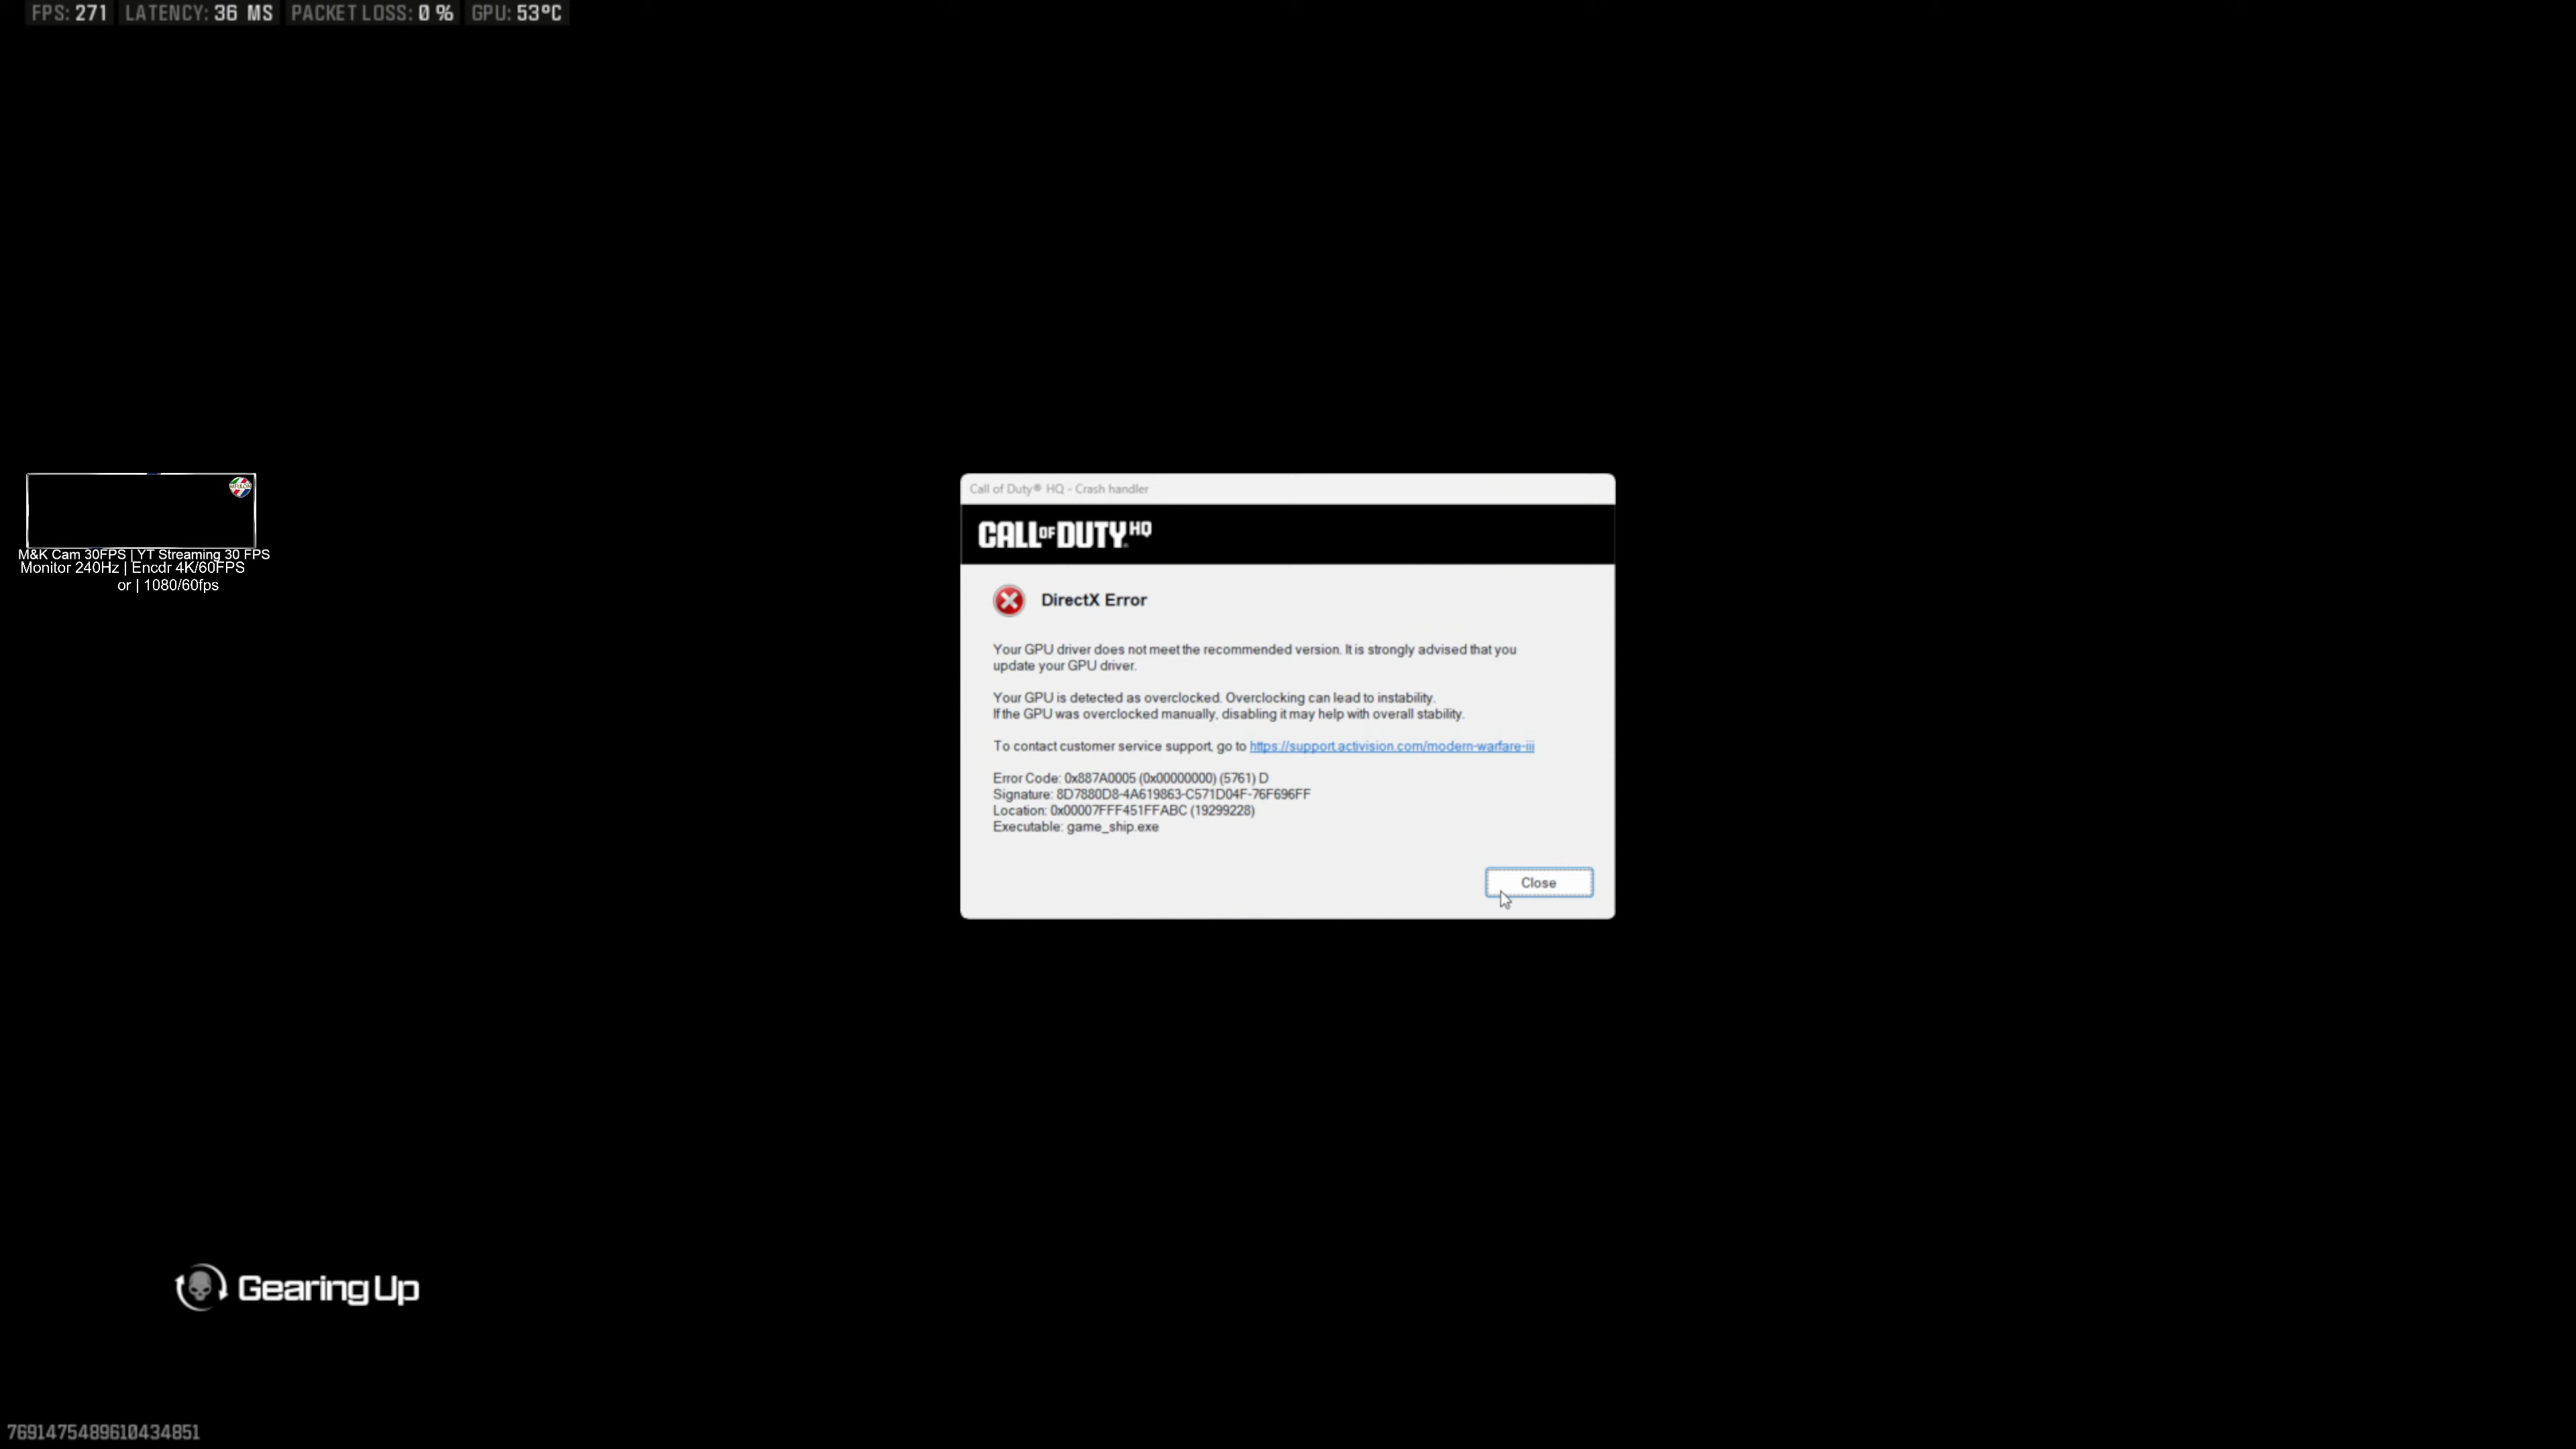 FPS: 271 LATENCY: 36 MS PACKET LOSS: 0 % GPU: 53°C
Call of Duty® HQ - Crash handler
CALL OF DUTY HQ
DirectX Error
Your GPU driver does not meet the recommended version. It is strongly advised that you
update your GPU driver.
Your GPU is detected as overclocked. Overclocking can lead to instability.
If the GPU was overclocked manually, disabling it may help with overall stability.
To contact customer service support, go to https://support.activision.com/modern-warfare-iii
Error Code: 0x887A0005 (0x00000000) (5761) D
Signature: 8D7880D8-4A619863-C571D04F-76F696FF
Location: 0x00007FFF451FFABC (19299228)
Executable: game_ship.exe
Close
M&K Cam 30FPS | YT Streaming 30 FPS
Monitor 240Hz | Encdr 4K/60FPS
or | 1080/60fps
Gearing Up
7691475489610434851